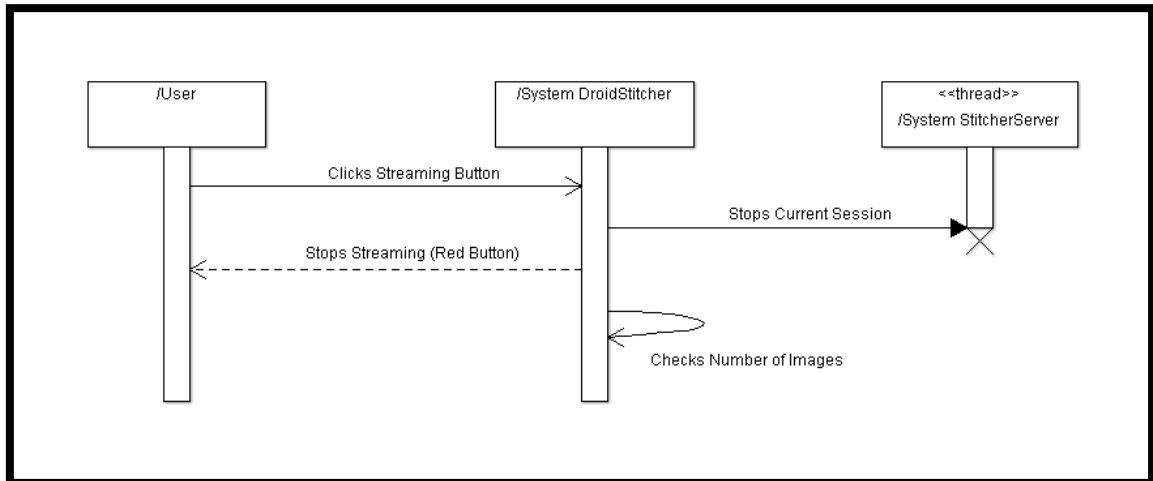 /User
/System DroidStitcher
<<thread>>
/System StitcherServer
Clicks Streaming Button
Stops Current Session
Stops Streaming (Red Button)
Checks Number of Images